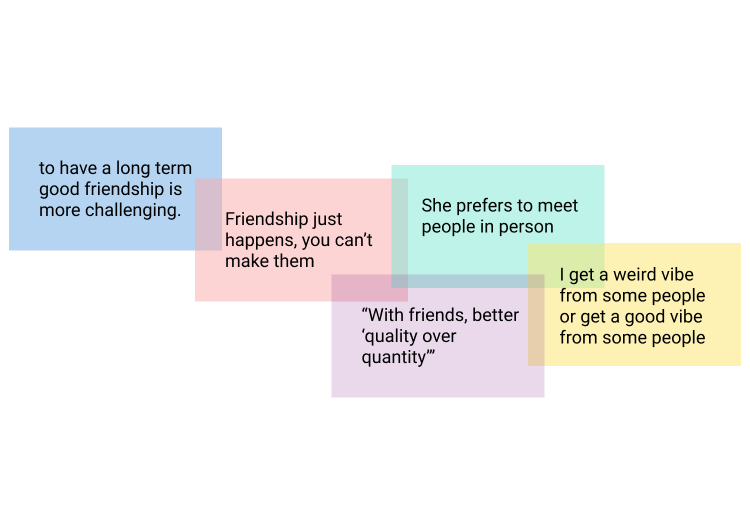 to have a long term
good friendship is
more challenging.
Friendship just
happens, you can’t
make them
She prefers to meet
people in person
“With friends, better
‘quality over
quantity’”
I get a weird vibe
from some people
or get a good vibe
from some people